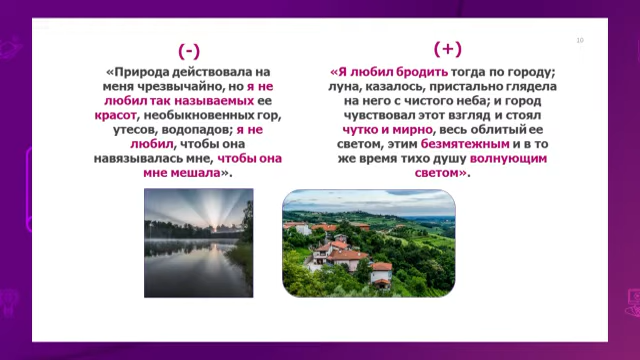 10
(-)
«Природа действовала на
меня чрезвычайно, но я не
любил так называемых ее
красот, необыкновенных гор,
утесов, водопадов; я не
любил, чтобы она
навязывалась мне, чтобы она
мне мешала».
(+)
«Я любил бродить тогда по городу;
луна, казалось, пристально глядела
на него с чистого неба; и город
чувствовал этот взгляд и стоял
чутко и мирно, весь облитый ее
светом, этим безмятежным и в то
же время тихо душу волнующим
светом».